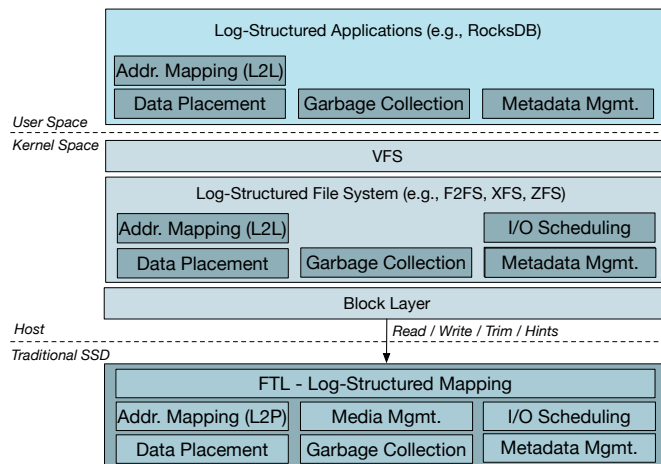 Log-Structured Applications (e.g., RocksDB)
Addr. Mapping (L2L)
Data Placement Garbage Collection Metadata Mgmt.
User Space
Kernel Space
VFS
Log-Structured File System (e.g., F2FS, XFS, ZFS)
Addr. Mapping (L2L) I/O Scheduling
Data Placement Garbage Collection Metadata Mgmt.
Block Layer
Host Read / Write / Trim / Hints
Traditional SSD
FTL - Log-Structured Mapping
Addr. Mapping (L2P) Media Mgmt. I/O Scheduling
Data Placement Garbage Collection Metadata Mgmt.